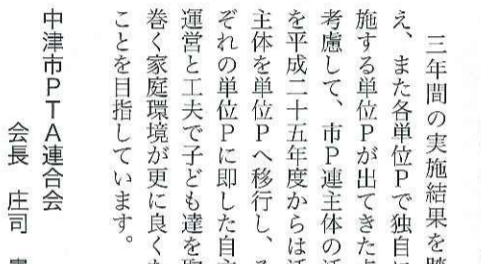 三年間の実施結果を踏
え、また各単位Pで独自に
施する単位Pが出てきた
考慮して、市P連主体の活
を平成二十五年度からは活
主体を単位Pへ移行し、そ
ぞれの単位Pに即した自主
運営と工夫で子ども達を取
巻く家庭環境が更に良くな
ことを目指しています。
中津市PTA連合会
会長 庄司